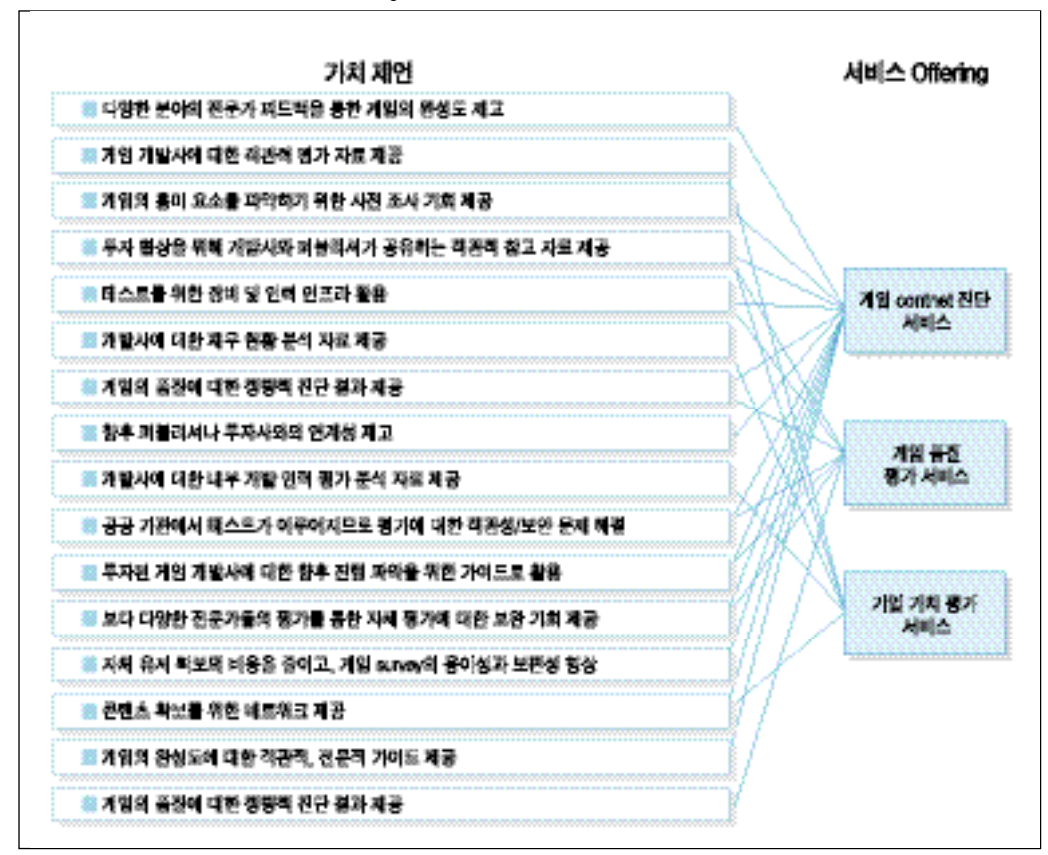 가치 제언
서비스 Offering
다양한 분야의 전문가 피드백을 통한 게임의 완성도 제고
게임 개발사에 대한 객관적 평가 자료 제공
게임의 흥미 요소를 파악하기 위한 사전 조사 기회 제공
투자 협상을 위해 개발사와 퍼블리셔가 공유하는 객관적 참고 자료 제공
테스트를 위한 장비 및 인력 인프라 활용
개발사에 대한 재무 현황 분석 자료 제공
게임의 품질에 대한 정량적 진단 결과 제공
향후 퍼블리셔나 투자사와의 연계성 제고
개발사에 대한 내부 개발 인력 평가 분석 자료 제공
공공 기관에서 테스트가 이루어지므로 평가에 대한 객관성/보안 문제 해결
투자된 게임 개발사에 대한 향후 진행 파악을 위한 가이드로 활용
보다 다양한 전문가들의 평가를 통한 자체 평가에 대한 보완 기회 제공
자체 유저 확보의 비용을 줄이고, 게임 survey의 용이성과 보편성 향상
콘텐츠 확보를 위한 네트워크 제공
게임의 완성도에 대한 객관적, 전문적 가이드 제공
게임의 품질에 대한 정량적 진단 결과 제공
게임 contnet 진단
서비스
게임 품질
평가 서비스
기업 가치 평가
서비스